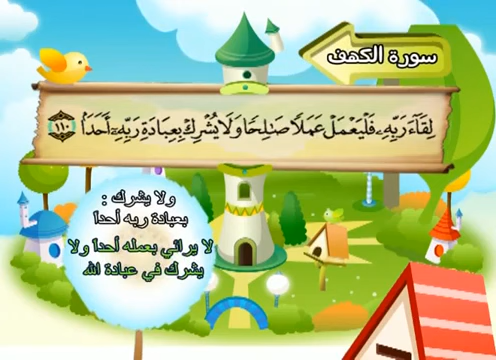 سورة الكهف
لِقَآءَ رَبِّهِۦ فَلْيَعْمَلْ عَمَلًا صَٰلِحًا وَلَا يُشْرِكْ بِعِبَادَةِ رَبِّهِۦٓ أَحَدًۢا ١١٠
ولا يشرك :
بعبادة ربه أحداً
لا يرائي بعمله أحداً ولا
يشرك في عبادة الله